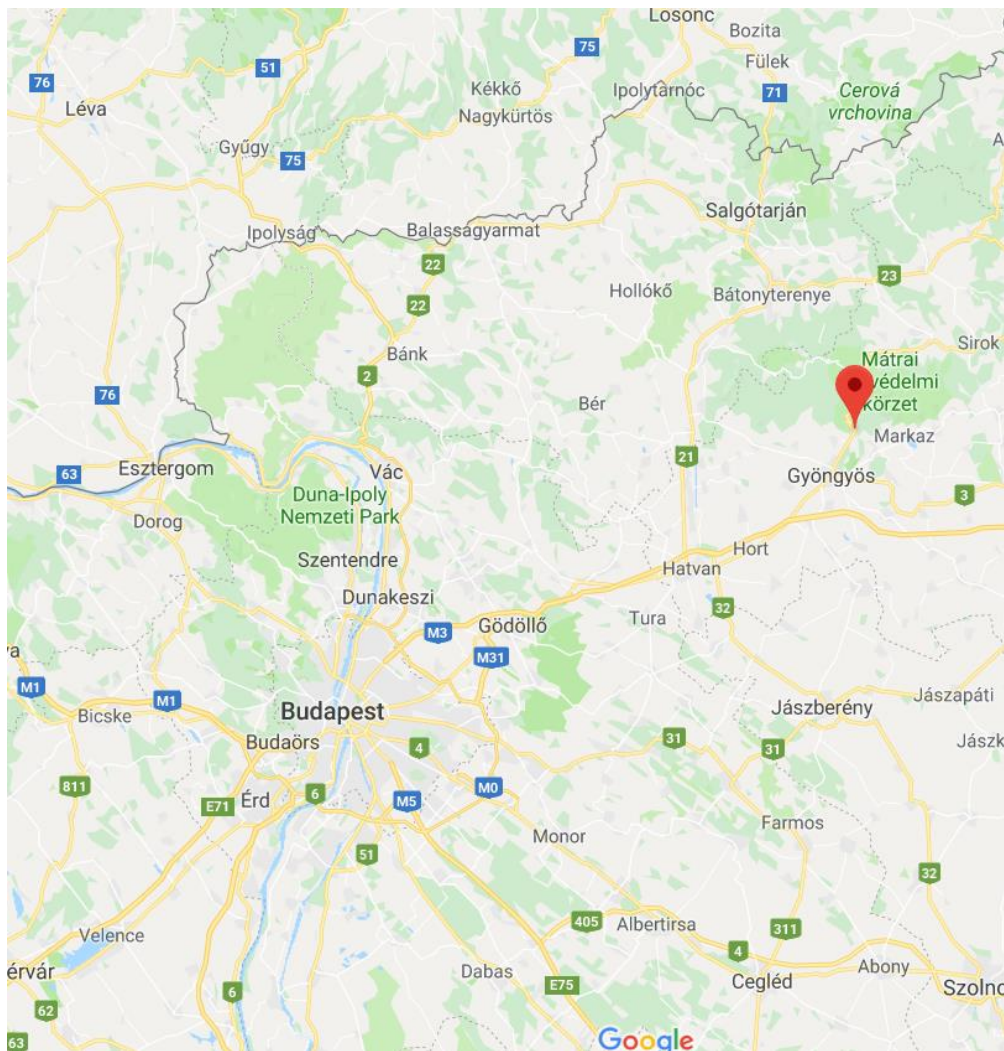 Losonc
Bozita
76
51
75
Fülek
Léva
Kékkő
Ipolytarnóc
71
Cerová
vrchovina
Nagykürtös
Gyűgy
75
A
Salgótarján
Ipolyság
Balassagyarmat
22
23
22
Hollókő
Bátonyterenye
Sirok
Bánk
Mátrai
védelmi
körzet
2
76
Bér
Markaz
21
63
Esztergom
Vác
Gyöngyös
3
Duna-Ipoly
Nemzeti Park
Dorog
Hort
Szentendre
Hatvan
Dunakeszi
32
Tura
M3
Gödöllő
va
M31
M1
M1
Jászapáti
Bicske
Budapest
Jászberény
Budaörs
4
31
31
Jászk
811
6
M0
E71
Érd
M5
Farmos
Monor
51
32
405
Albertirsa
311
Velence
4
Abony
érvár
Dabas
Cegléd
6
E75
Szolno
62
63
Google